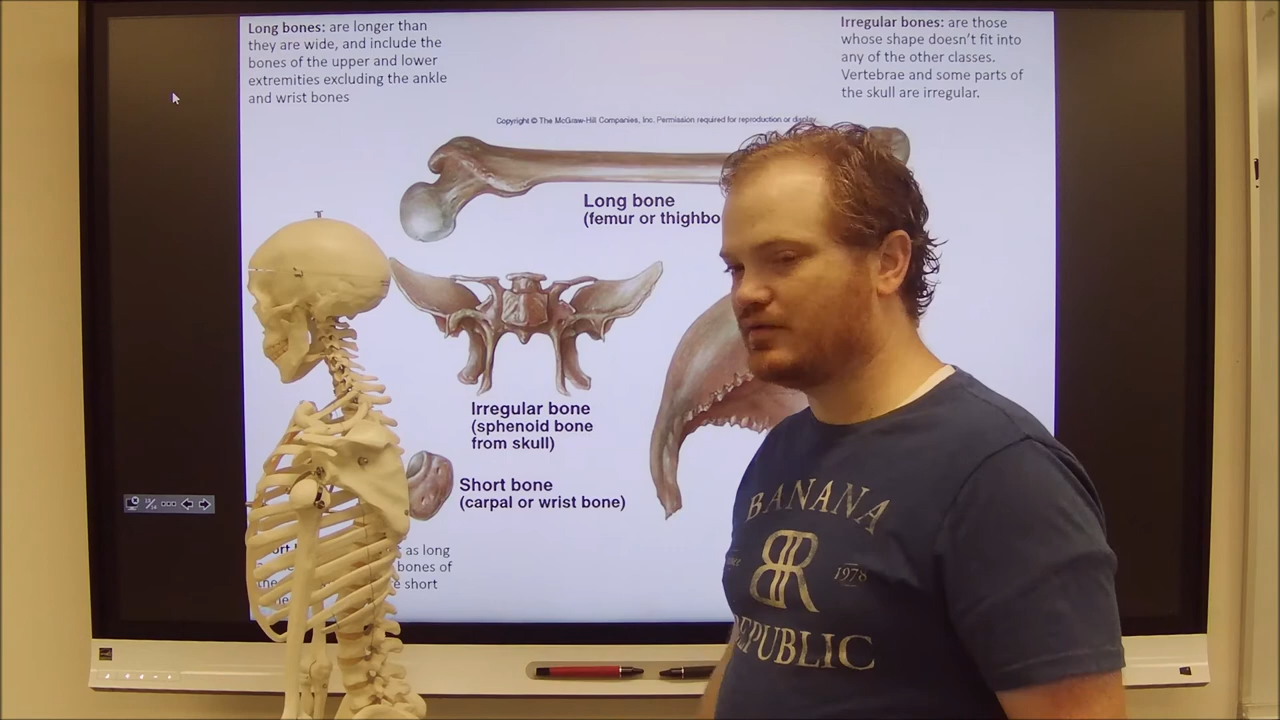 Long bones: are longer than
they are wide, and include the
bones of the upper and lower
extremities excluding the ankle
and wrist bones
Irregular bones: are those
whose shape doesn't fit into
any of the other classes.
Vertebrae and some parts of
the skull are irregular.
Copyright © The McGraw-Hill Companies, Inc. Permission required for reproduction or display.
Long bone
(femur or thighbo
Irregular bone
(sphenoid bone
from skull)
Short bone
(carpal or wrist bone)
as long
bones of
short
BANANA
BR
1978
REPUBLIC